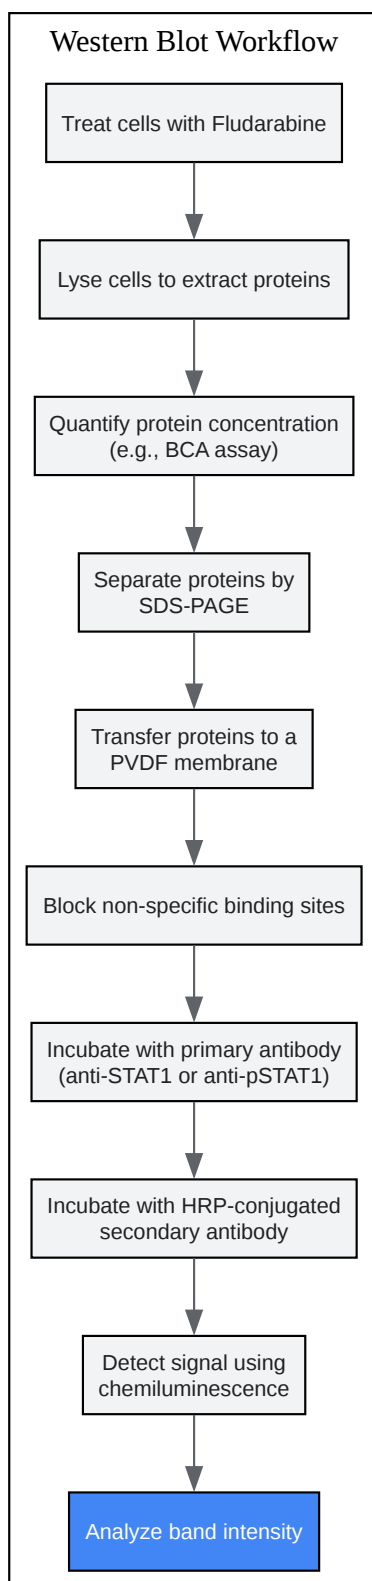 Western Blot Workflow
Treat cells with Fludarabine
Lyse cells to extract proteins
Quantify protein concentration
(e.g., BCA assay)
Separate proteins by
SDS-PAGE
Transfer proteins to a
PVDF membrane
Block non-specific binding sites
Incubate with primary antibody
(anti-STAT1 or anti-pSTAT1)
Incubate with HRP-conjugated
secondary antibody
Detect signal using
chemiluminescence
Analyze band intensity